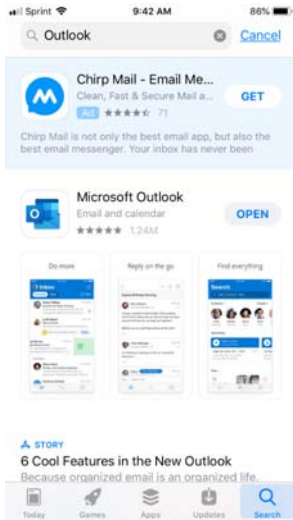 Sprint 9:42 AM 86%
Outlook Cancel
Chirp Mail - Email Me...
Clean, Fast & Secure Mail a...
Ad 71
GET
Chirp Mail is not only the best email app, but also the
best email messenger. Your inbox has never been
Microsoft Outlook
Email and calendar
1.24M
OPEN
Do more
Reply on the go
Find everything
Inbox
Search
STORY
6 Cool Features in the New Outlook
Because organized email is an organized life.
Today Games Apps Updates Search